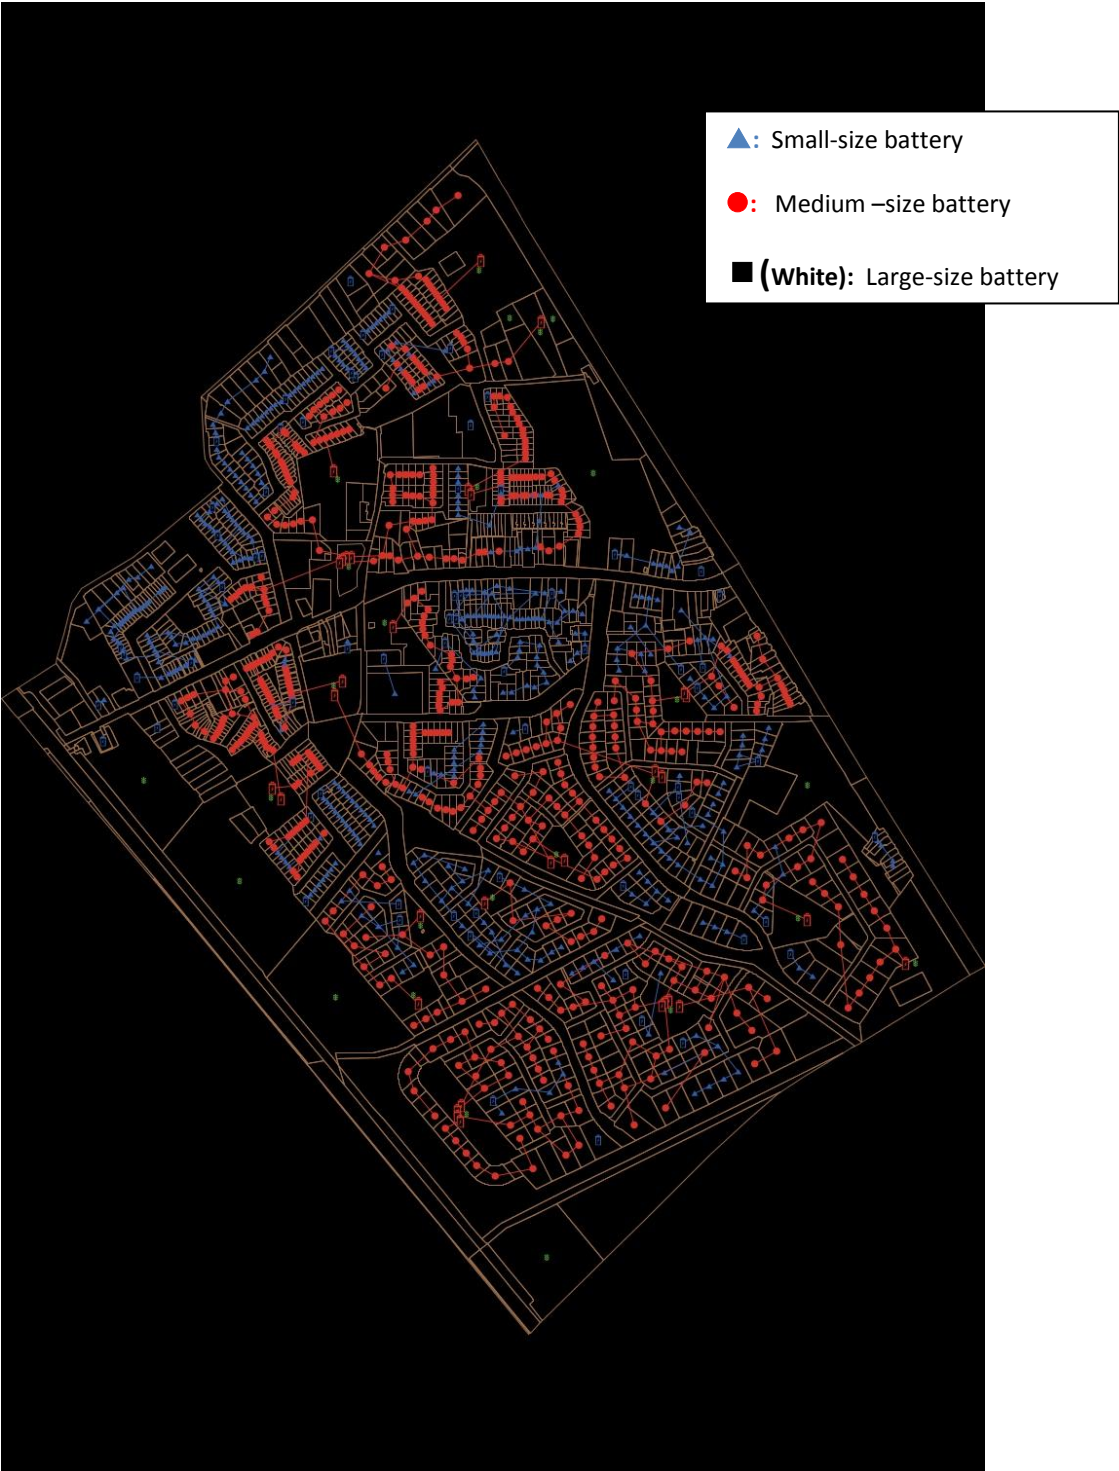 ▲: Small-size battery
●: Medium –size battery
■ (White): Large-size battery